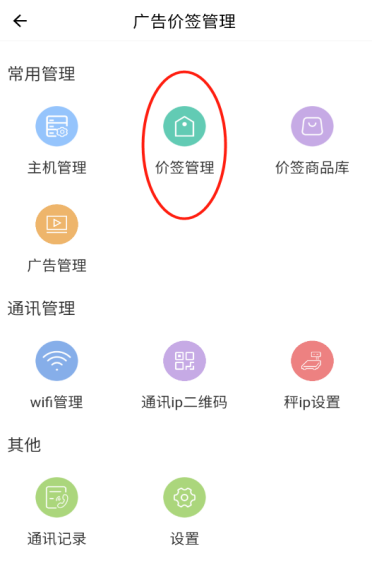 广告价签管理
常用管理
主机管理 价签管理 价签商品库
广告管理
通讯管理
wifi管理 通讯ip二维码 秤ip设置
其他
通讯记录 设置